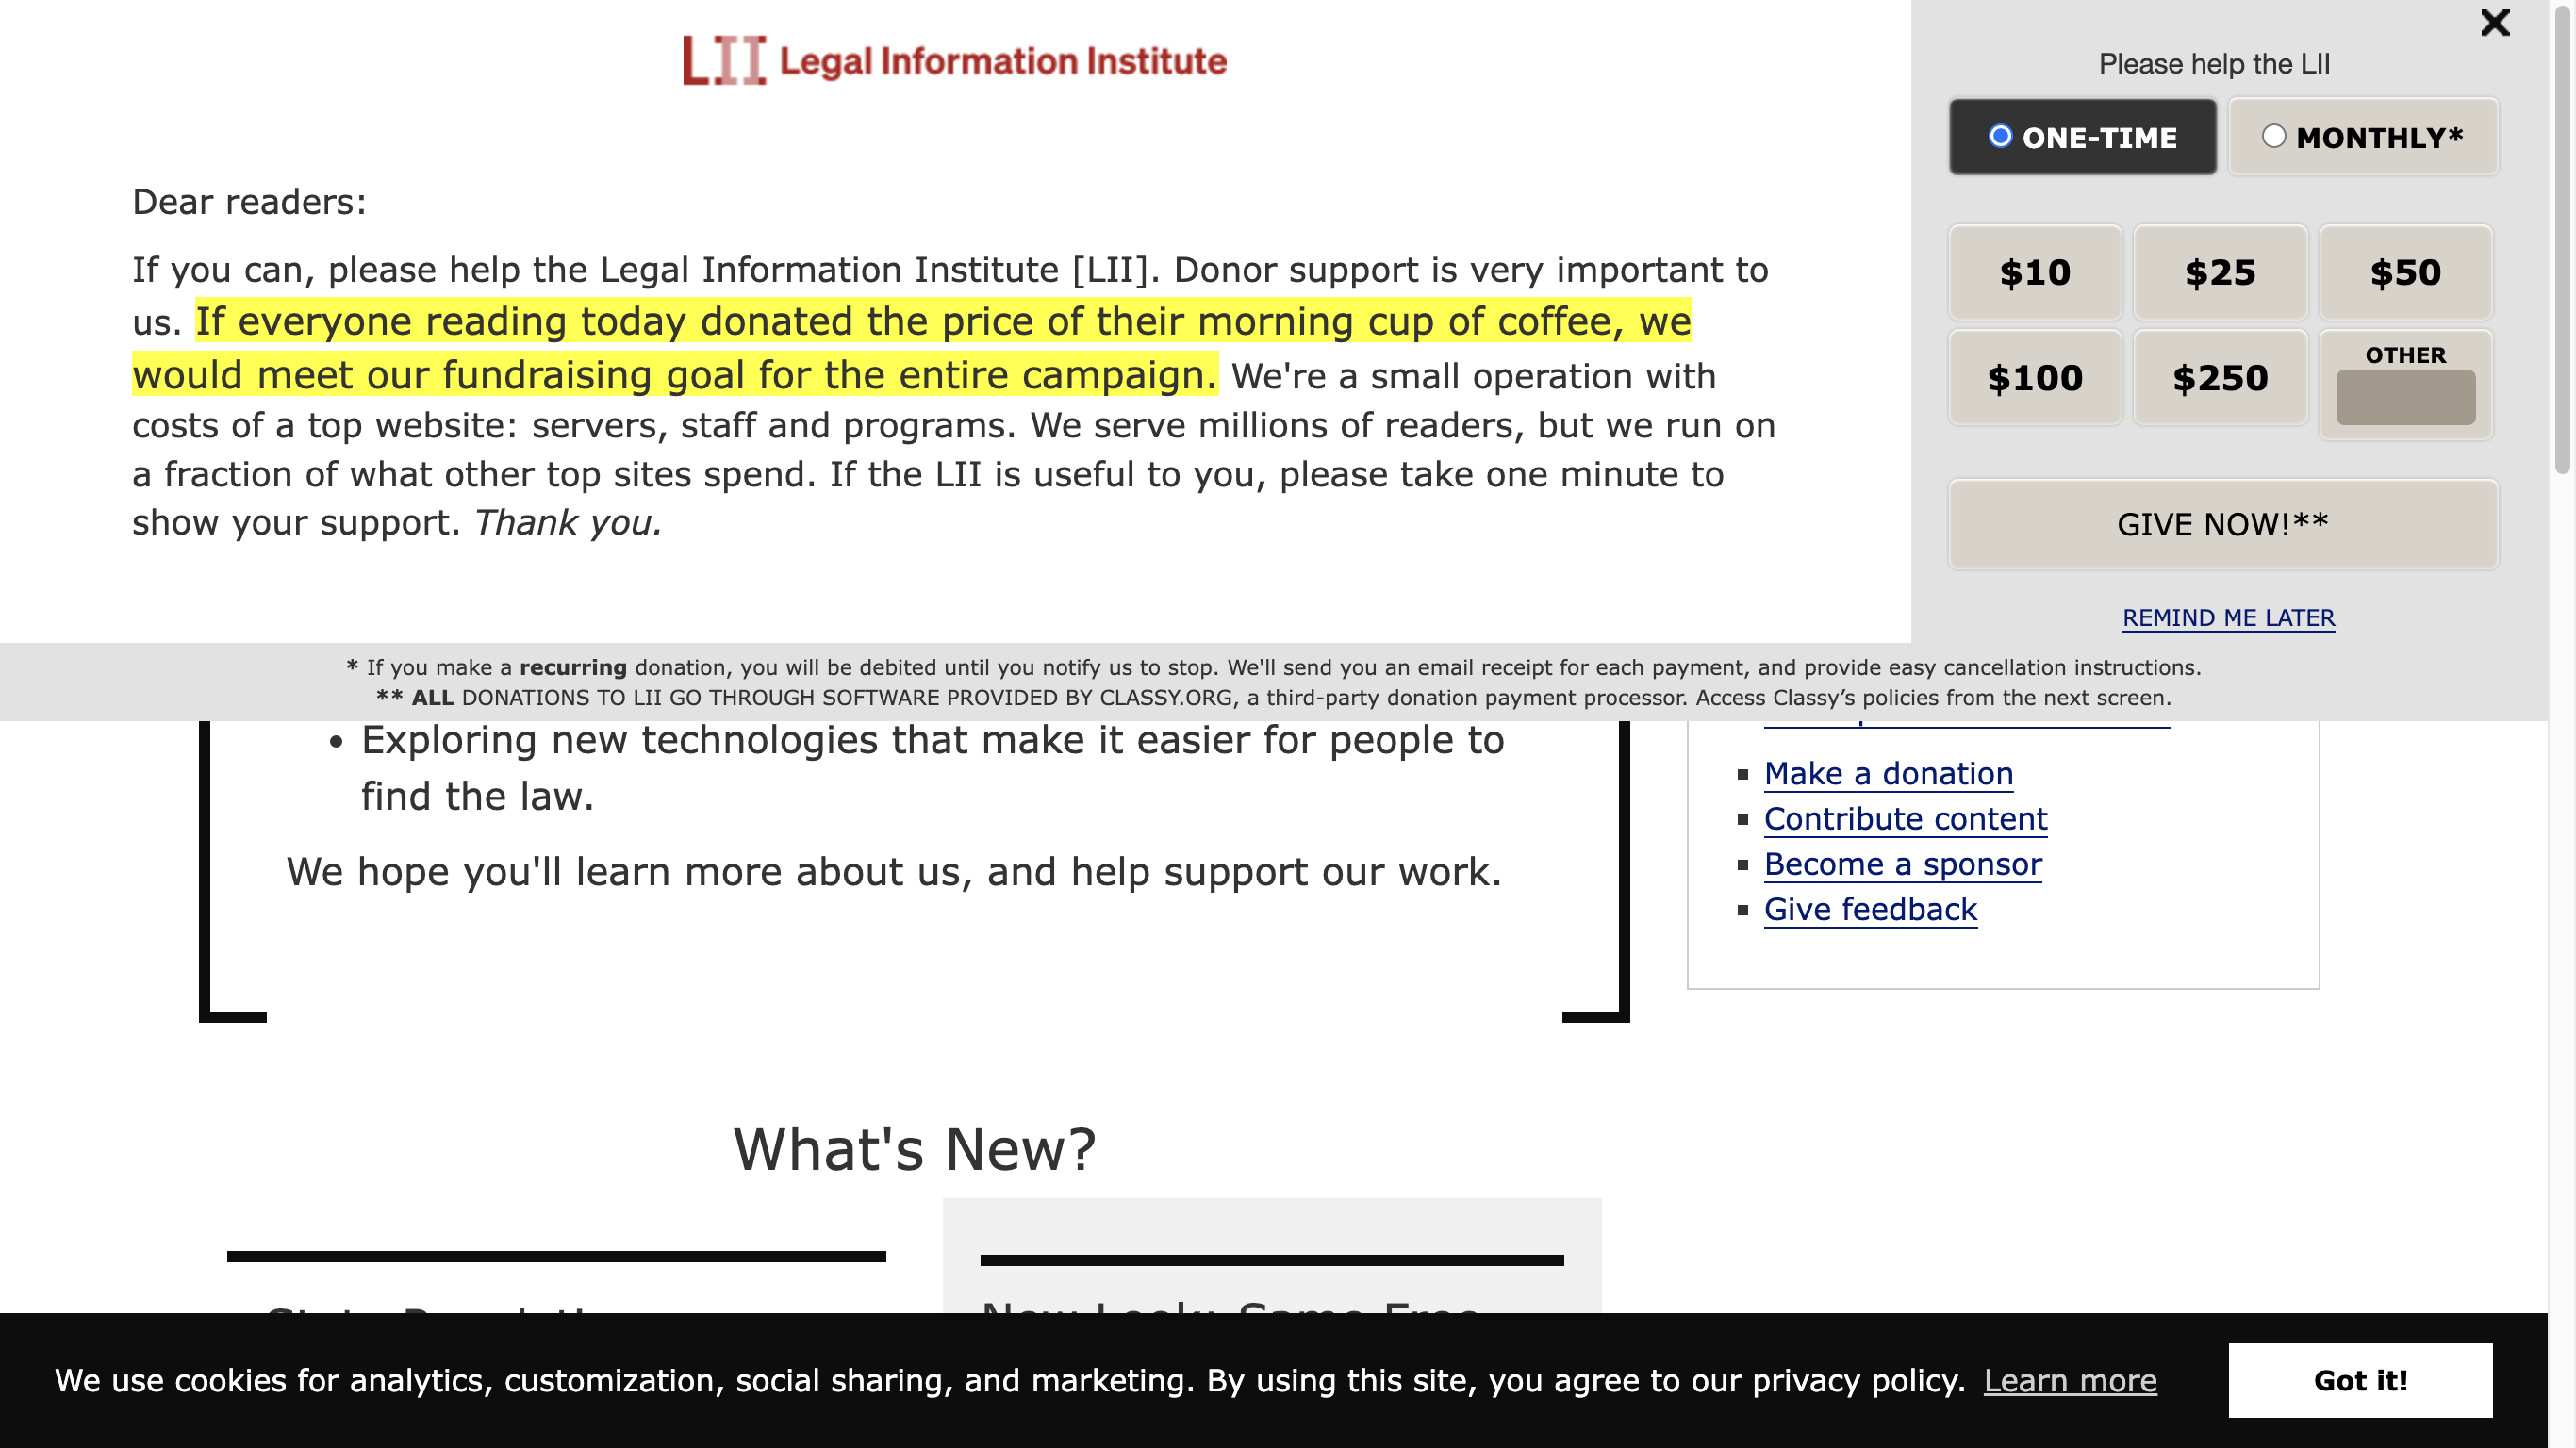 LII Legal Information Institute
Dear readers:
If you can, please help the Legal Information Institute [LII]. Donor support is very important to
us. If everyone reading today donated the price of their morning cup of coffee, we
would meet our fundraising goal for the entire campaign. We're a small operation with
costs of a top website: servers, staff and programs. We serve millions of readers, but we run on
a fraction of what other top sites spend. If the LII is useful to you, please take one minute to
show your support. Thank you.
Please help the LII
ONE-TIME MONTHLY*
$10 $25 $50
$100 $250 OTHER
GIVE NOW!**
REMIND ME LATER
* If you make a recurring donation, you will be debited until you notify us to stop. We'll send you an email receipt for each payment, and provide easy cancellation instructions.
** ALL DONATIONS TO LII GO THROUGH SOFTWARE PROVIDED BY CLASSY.ORG, a third-party donation payment processor. Access Classy’s policies from the next screen.
• Exploring new technologies that make it easier for people to
find the law.
We hope you'll learn more about us, and help support our work.
Make a donation
Contribute content
Become a sponsor
Give feedback
What's New?
New Look: Same Free
We use cookies for analytics, customization, social sharing, and marketing. By using this site, you agree to our privacy policy. Learn more
Got it!